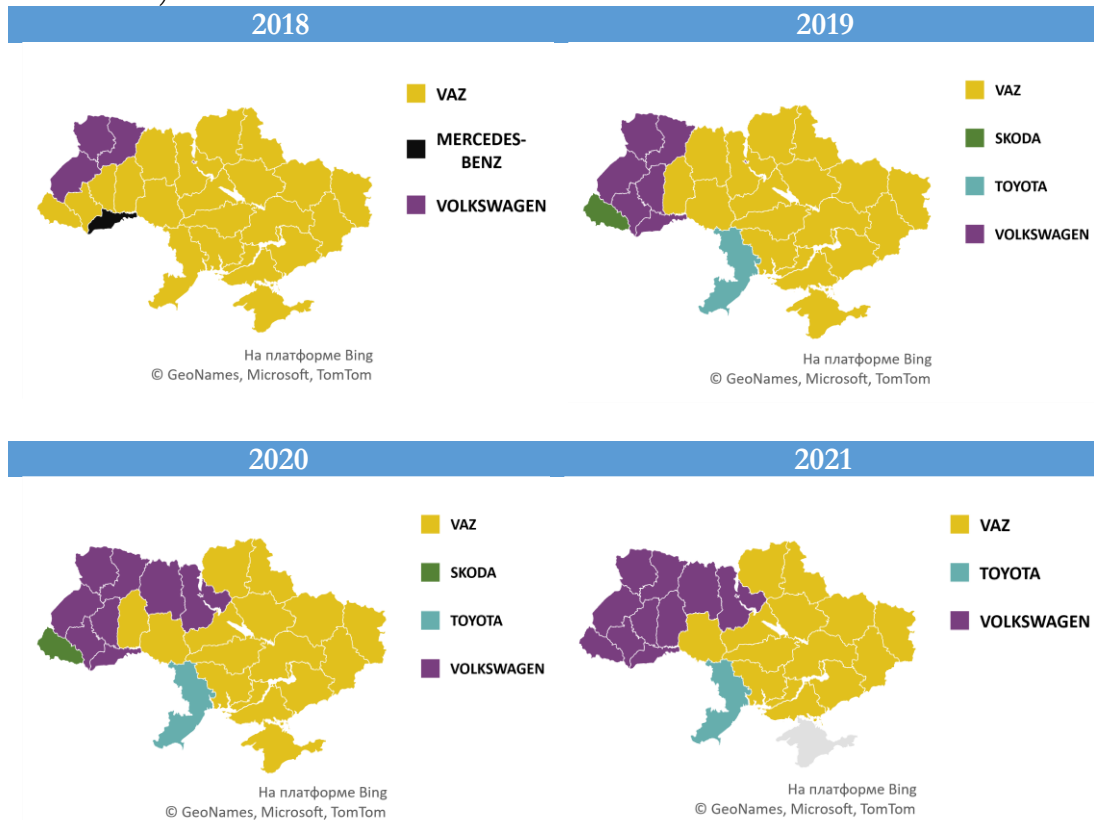 2018
VAZ
MERCEDES-
BENZ
VOLKSWAGEN
На платформе Bing
© GeoNames, Microsoft, TomTom
2019
VAZ
SKODA
TOYOTA
VOLKSWAGEN
На платформе Bing
© GeoNames, Microsoft, TomTom
2020
VAZ
SKODA
TOYOTA
VOLKSWAGEN
На платформе Bing
© GeoNames, Microsoft, TomTom
2021
VAZ
TOYOTA
VOLKSWAGEN
На платформе Bing
© GeoNames, Microsoft, TomTom